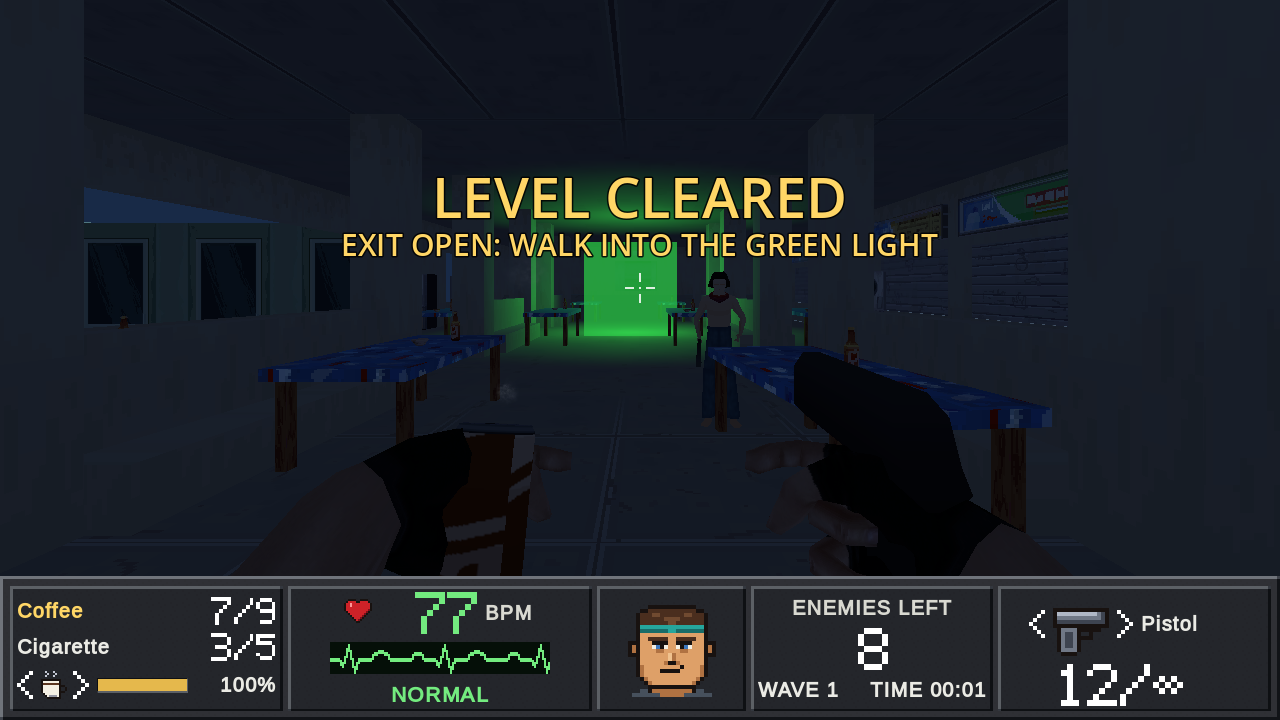 LEVEL CLEARED
EXIT OPEN: WALK INTO THE GREEN LIGHT
Coffee 7/9
Cigarette 3/5
100%
77 BPM
NORMAL
ENEMIES LEFT
8
WAVE 1 TIME 00:01
Pistol
12/∞